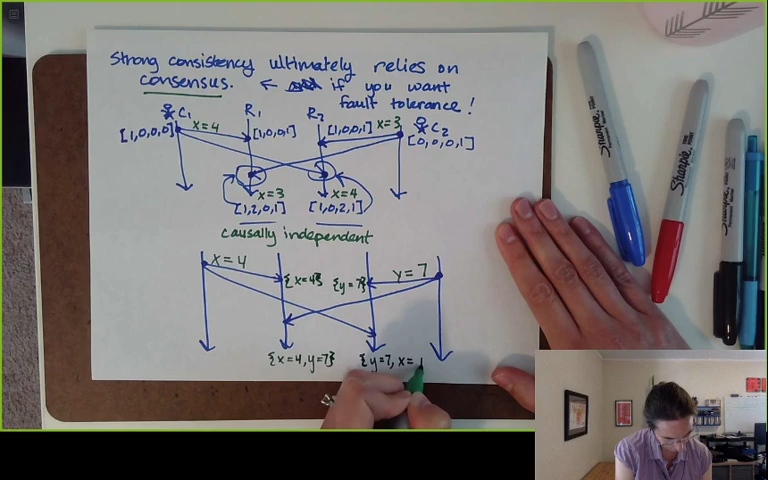 Strong consistency ultimately relies on
consensus. ← if you want
fault tolerance!
C1 R1 R2 C2
[1,0,0,0] x=4 [1,0,0,1] [1,0,0,1] x=3 [0,0,0,1]
x=3 x=4
[1,2,0,1] [1,0,2,1]
causally independent
x=4 {x=4} {y=7} y=7
{x=4, y=7} {y=7, x=
Sharpie
Sharpie